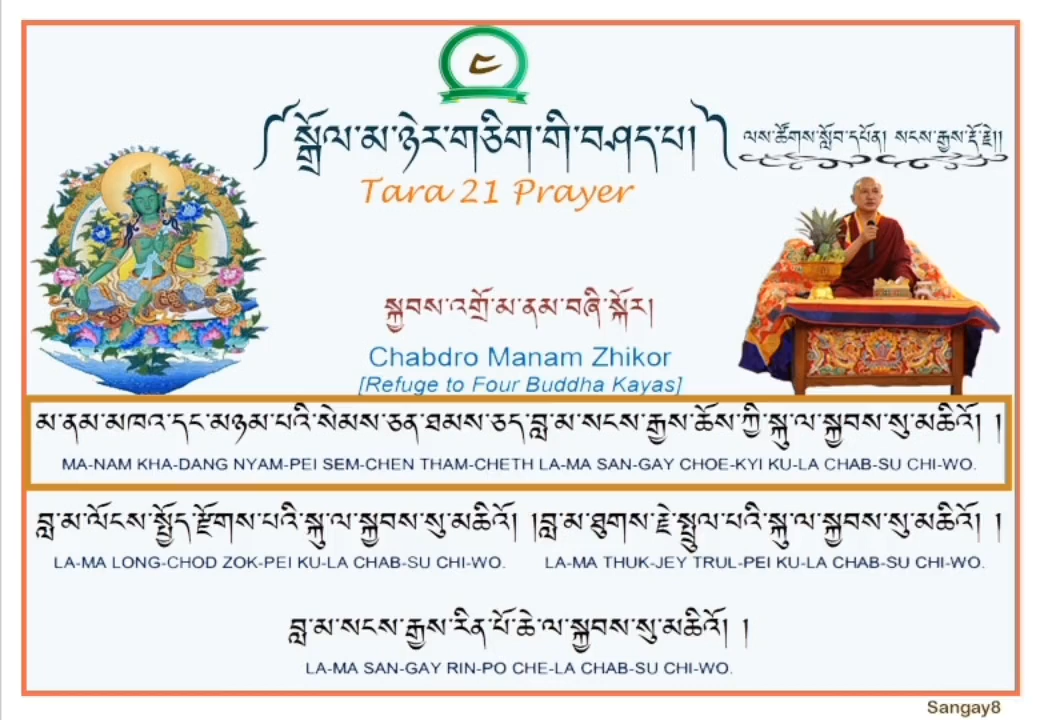 ༤
༼ སྒྲོལ་མ་ཉེར་གཅིག་གི་བཤད་པ། ༽
ལས་ཚོགས་སློབ་དཔོན། སངས་རྒྱས་རྡོ་རྗེ།།
Tara 21 Prayer
སྐྱབས་འགྲོ་མ་ནམ་བཞི་སྐོར།
Chabdro Manam Zhikor
[Refuge to Four Buddha Kayas]
མ་ནམ་མཁའ་དང་མཉམ་པའི་སེམས་ཅན་ཐམས་ཅད་བླ་མ་སངས་རྒྱས་ཆོས་ཀྱི་སྐུ་ལ་སྐྱབས་སུ་མཆིའོ། །
MA-NAM KHA-DANG NYAM-PEI SEM-CHEN THAM-CHETH LA-MA SAN-GAY CHOE-KYI KU-LA CHAB-SU CHI-WO.
བླ་མ་ལོངས་སྤྱོད་རྫོགས་པའི་སྐུ་ལ་སྐྱབས་སུ་མཆིའོ། །བླ་མ་ཐུགས་རྗེ་སྤྲུལ་པའི་སྐུ་ལ་སྐྱབས་སུ་མཆིའོ། །
LA-MA LONG-CHOD ZOK-PEI KU-LA CHAB-SU CHI-WO. LA-MA THUK-JEY TRUL-PEI KU-LA CHAB-SU CHI-WO.
བླ་མ་སངས་རྒྱས་རིན་པོ་ཆེ་ལ་སྐྱབས་སུ་མཆིའོ། །
LA-MA SAN-GAY RIN-PO CHE-LA CHAB-SU CHI-WO.
Sangay8